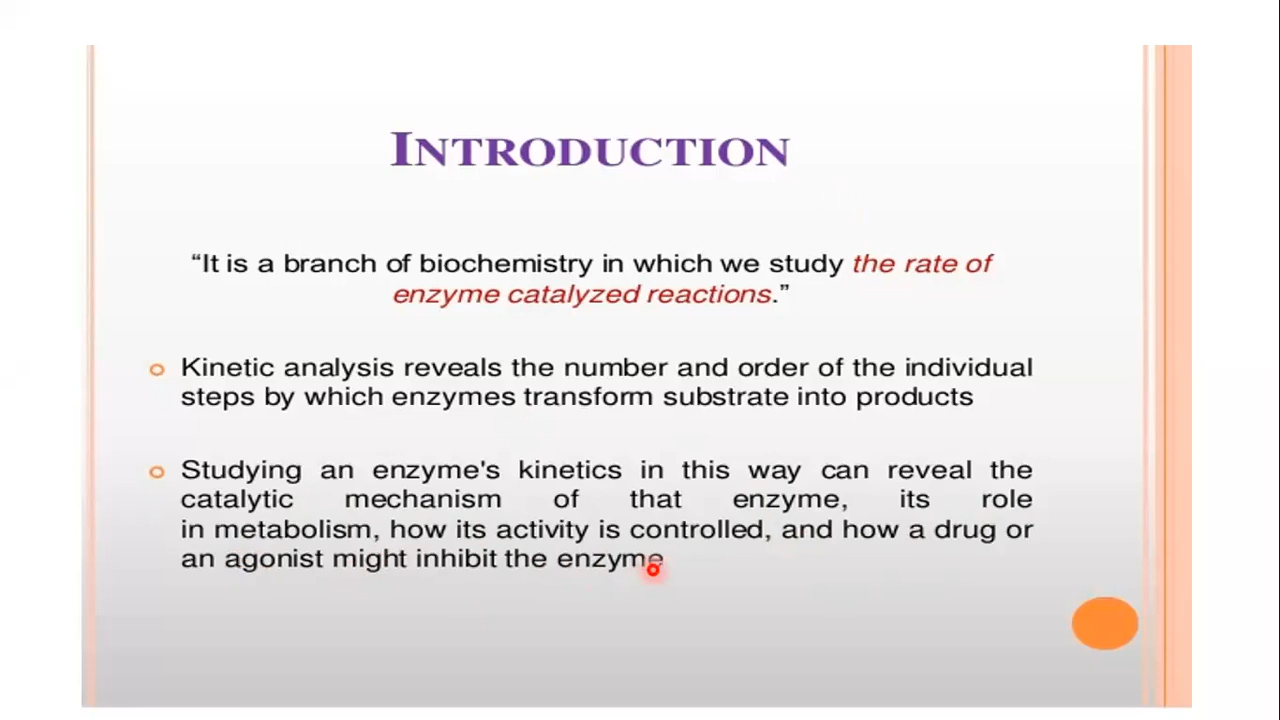 INTRODUCTION
“It is a branch of biochemistry in which we study the rate of
enzyme catalyzed reactions.”
Kinetic analysis reveals the number and order of the individual
steps by which enzymes transform substrate into products
Studying an enzyme's kinetics in this way can reveal the
catalytic mechanism of that enzyme, its role
in metabolism, how its activity is controlled, and how a drug or
an agonist might inhibit the enzyme